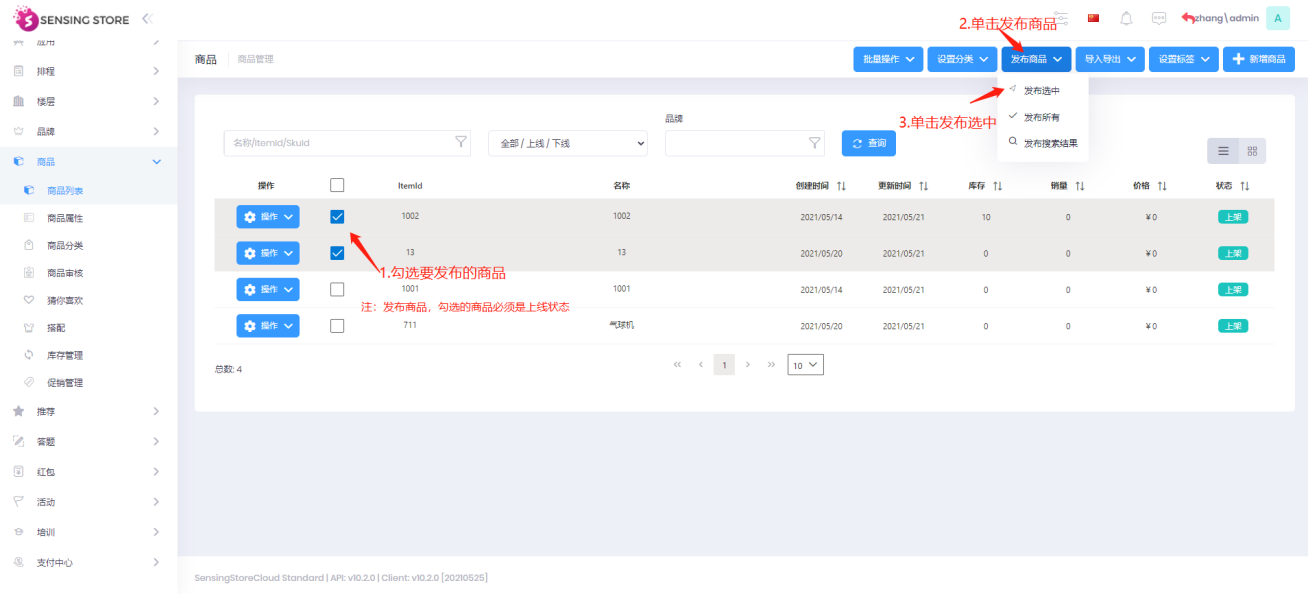 SENSING STORE
2.单击发布商品
zhang\admin
A
应用
商品
商品管理
批量操作
设置分类
发布商品
导入导出
设置标签
新增商品
排程
楼层
品牌
商品
商品列表
商品属性
商品分类
商品审核
猜你喜欢
搭配
库存管理
促销管理
推荐
答题
红包
活动
培训
支付中心
发布选中
发布所有
发布搜索结果
3.单击发布选中
品牌
名称/ItemId/SkuId
全部 / 上线 / 下线
查询
操作 ItemId 名称 创建时间 更新时间 库存 销量 价格 状态
操作 1002 1002 2021/05/14 2021/05/21 10 0 ¥0 上架
操作 13 13 2021/05/20 2021/05/21 0 0 ¥0 上架
1.勾选要发布的商品
操作 1001 1001 2021/05/14 2021/05/21 0 0 ¥0 上架
注：发布商品，勾选的商品必须是上线状态
操作 711 气球机 2021/05/20 2021/05/21 0 0 ¥0 上架
总数: 4
« ‹ 1 › » 10
SensingStoreCloud Standard | API: v10.2.0 | Client: v10.2.0 [20210525]